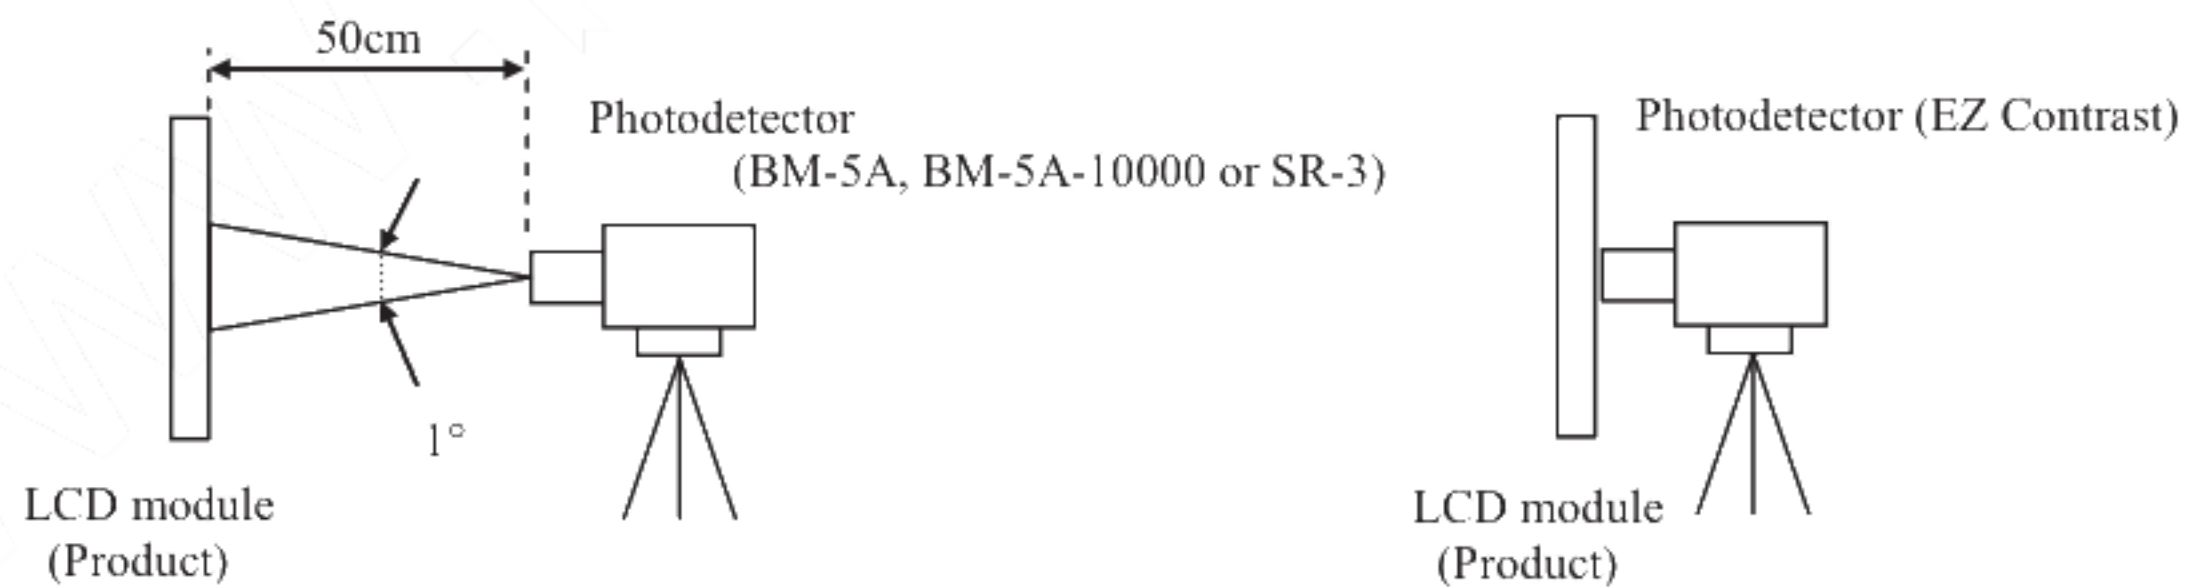 50cm
Photodetector
(BM-5A, BM-5A-10000 or SR-3)
1°
LCD module
(Product)
Photodetector (EZ Contrast)
LCD module
(Product)